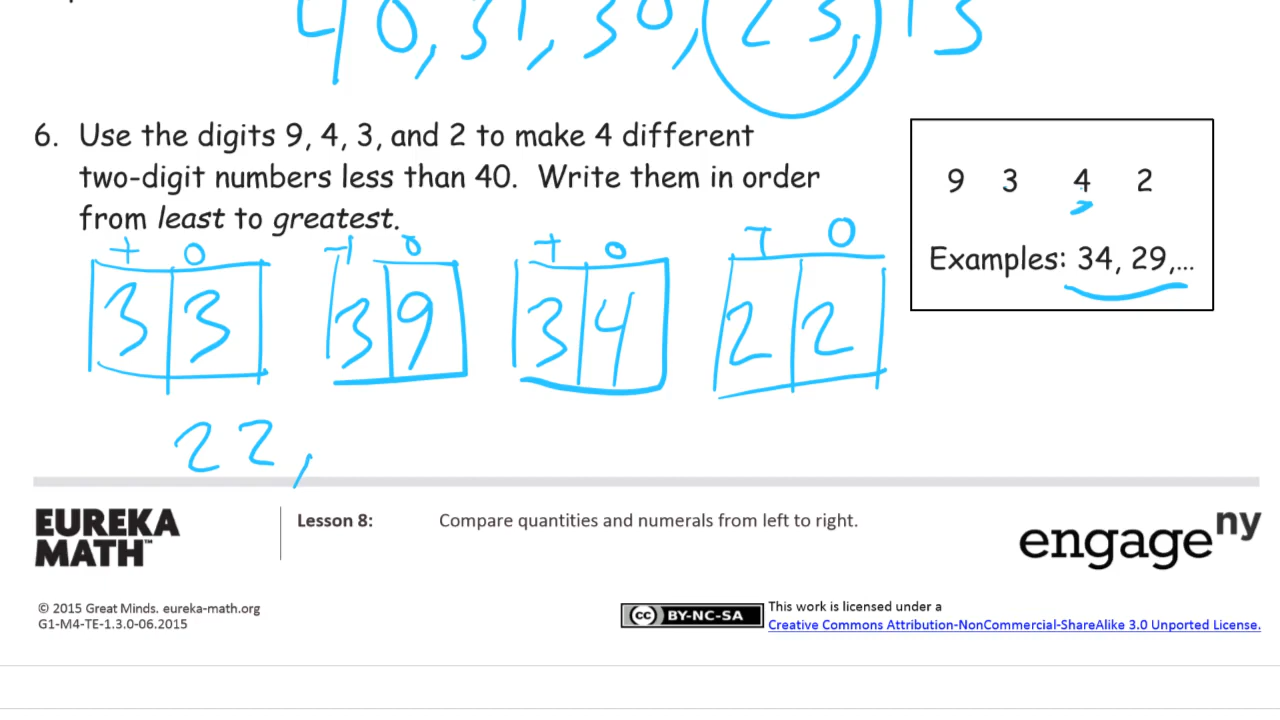 40, 31, 30, 23, 13
6. Use the digits 9, 4, 3, and 2 to make 4 different
two-digit numbers less than 40. Write them in order
from least to greatest.
9 3 4 2
Examples: 34, 29,...
T O T O T O T O
3 3 3 9 3 4 2 2
22,
EUREKA
MATH™
Lesson 8: Compare quantities and numerals from left to right.
engageny
© 2015 Great Minds. eureka-math.org
G1-M4-TE-1.3.0-06.2015
cc BY-NC-SA
This work is licensed under a
Creative Commons Attribution-NonCommercial-ShareAlike 3.0 Unported License.